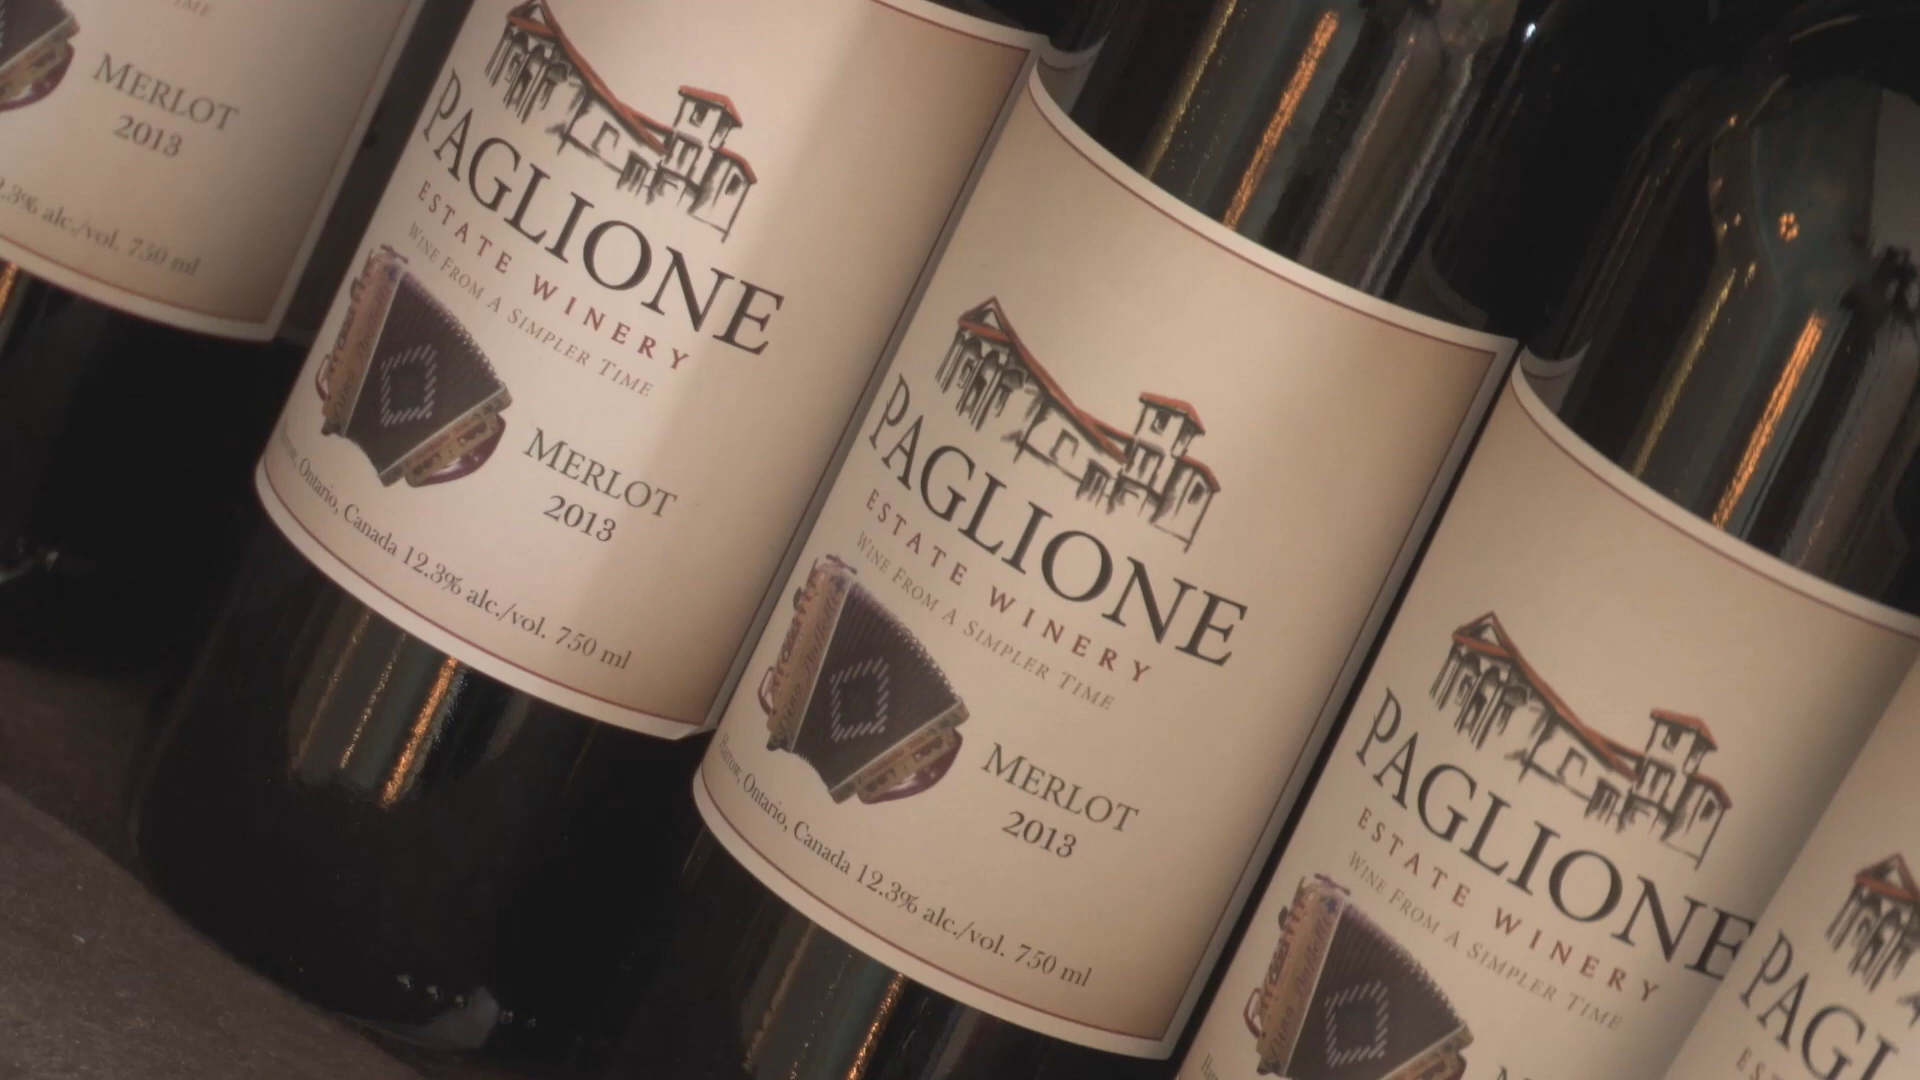 MERLOT
2013
alc./vol. 750 ml
PAGLIONE
ESTATE WINERY
WINE FROM A SIMPLER TIME
MERLOT
2013
Ontario, Canada 12.3% alc./vol. 750 ml
PAGLIONE
ESTATE WINERY
WINE FROM A SIMPLER TIME
MERLOT
2013
Harrow, Ontario, Canada 12.3% alc./vol. 750 ml
PAGLIONE
ESTATE WINERY
WINE FROM A SIMPLER TIME